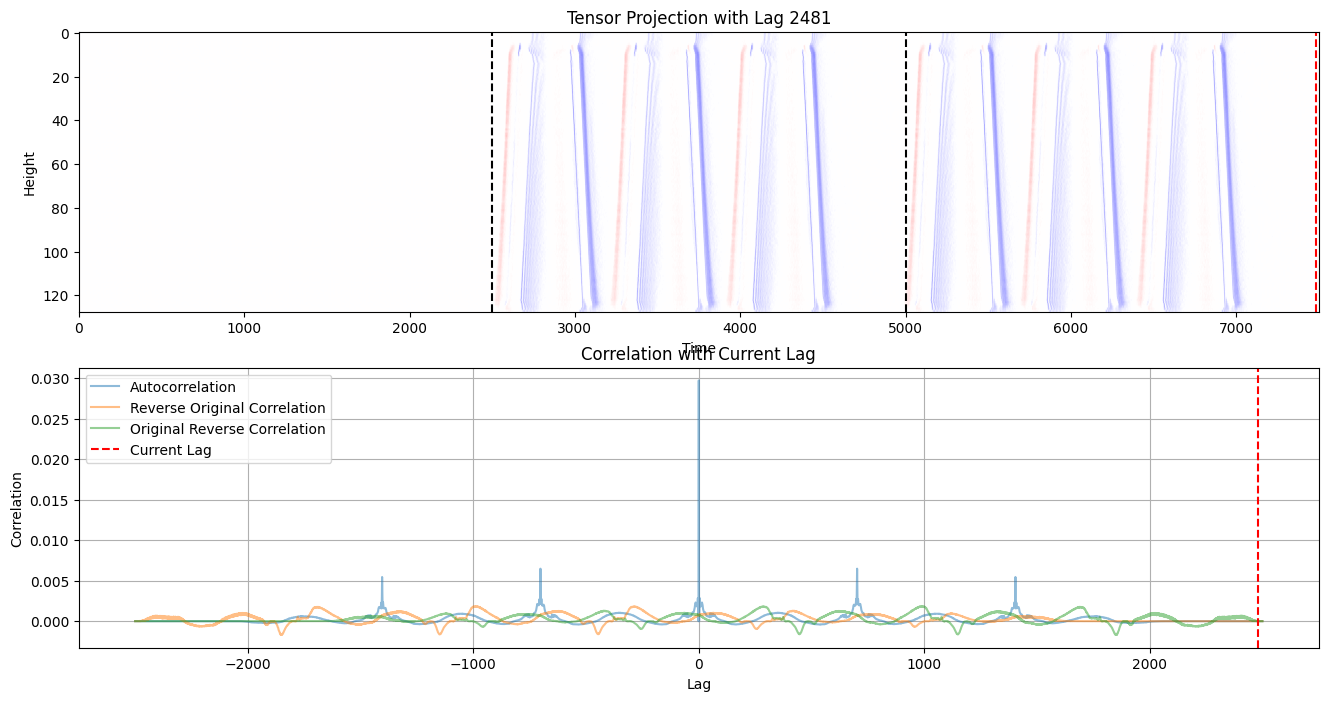 Tensor Projection with Lag 2481
Height
0
20
40
60
80
100
120
0 1000 2000 3000 4000 5000 6000 7000
Time
Correlation with Current Lag
Correlation
0.030
0.025
0.020
0.015
0.010
0.005
0.000
Autocorrelation
Reverse Original Correlation
Original Reverse Correlation
Current Lag
−2000 −1000 0 1000 2000
Lag